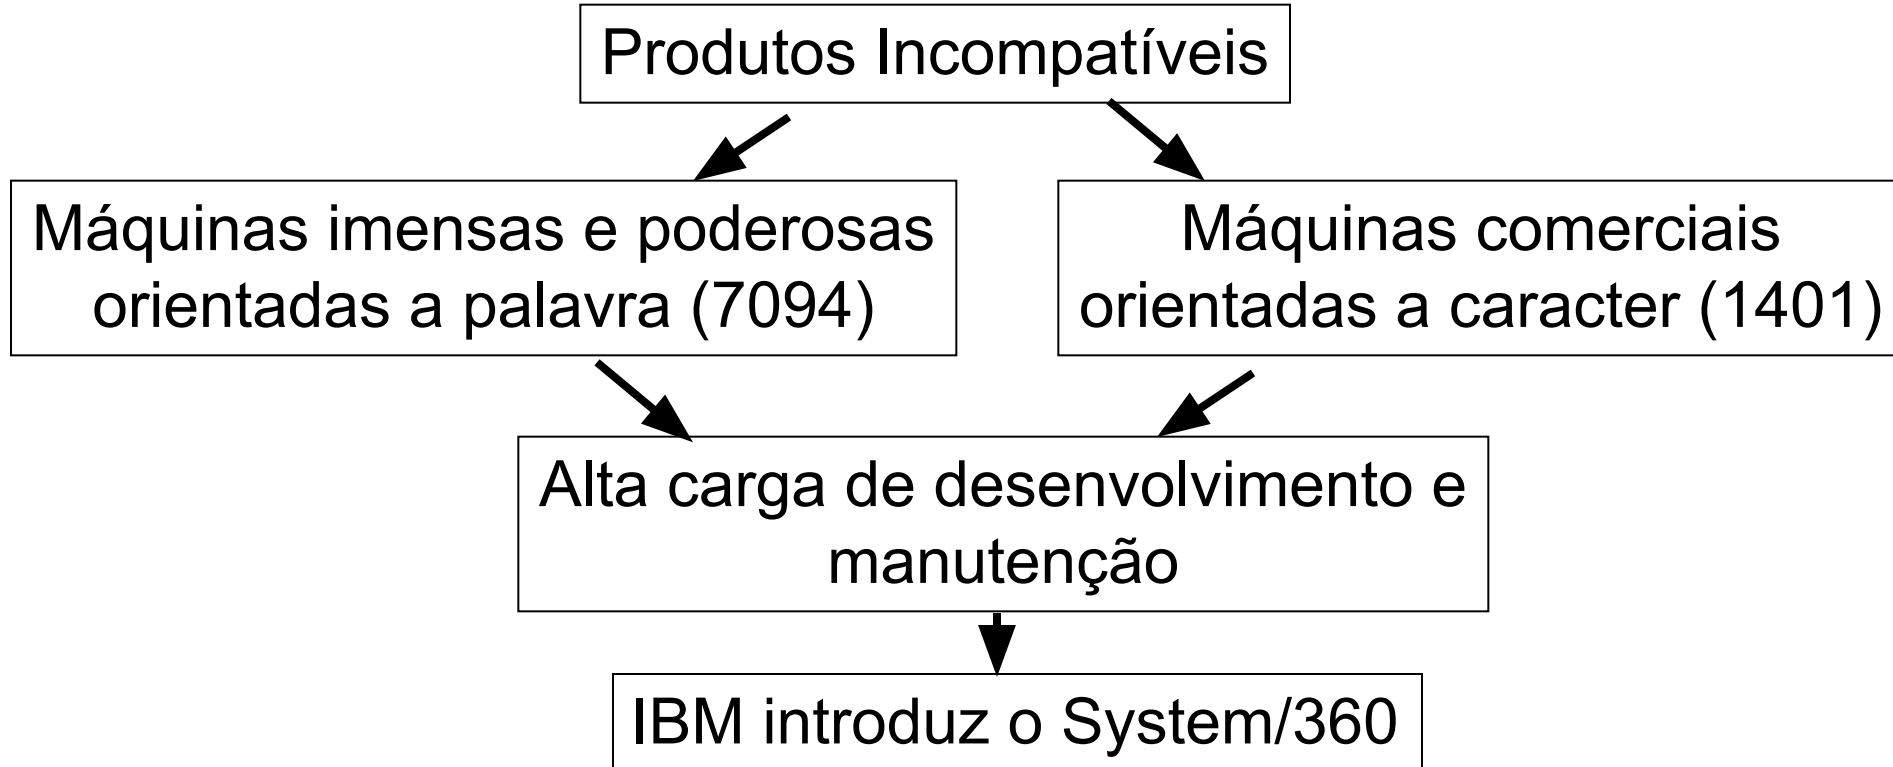 Produtos Incompatíveis
Máquinas imensas e poderosas
orientadas a palavra (7094)
Máquinas comerciais
orientadas a caracter (1401)
Alta carga de desenvolvimento e
manutenção
IBM introduz o System/360